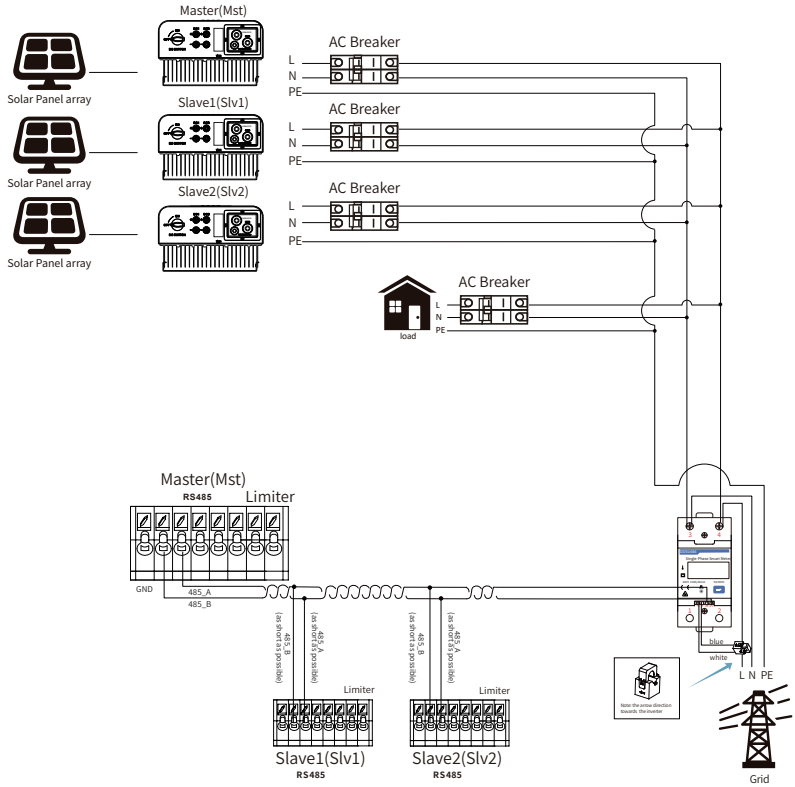 Master(Mst)
Solar Panel array
AC Breaker
L
N
PE
Slave1(Slv1)
Solar Panel array
AC Breaker
L
N
PE
Slave2(Slv2)
Solar Panel array
AC Breaker
L
N
PE
AC Breaker
L
N
PE
load
Master(Mst)
RS485
Limiter
GND
485_A
485_B
485_B
(as short as possible)
485_A
(as short as possible)
485_B
(as short as possible)
485_A
(as short as possible)
Limiter
Slave1(Slv1)
RS485
Limiter
Slave2(Slv2)
RS485
3 4
Single-Phase Smart Meter
1 2
blue
white
Note: the arrow direction
towards the inverter
L N PE
Grid